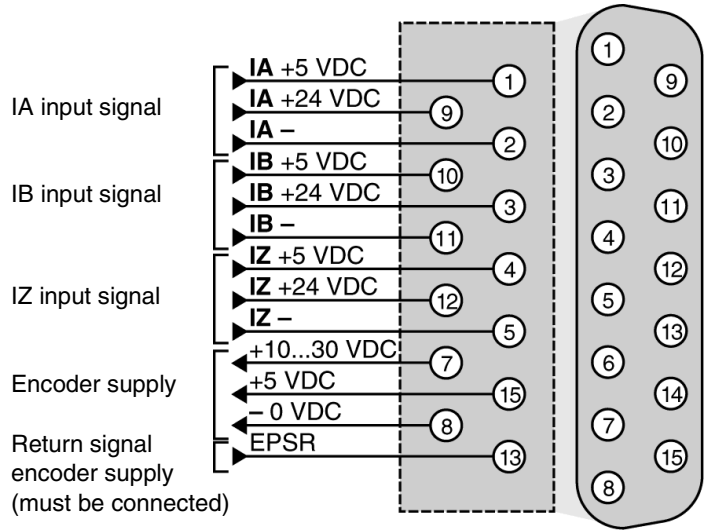 IA input signal
IA +5 VDC
1
IA +24 VDC
9
IA –
2
IB input signal
IB +5 VDC
10
IB +24 VDC
3
IB –
11
IZ input signal
IZ +5 VDC
4
IZ +24 VDC
12
IZ –
5
Encoder supply
+10...30 VDC
7
+5 VDC
15
– 0 VDC
8
Return signal
encoder supply
(must be connected)
EPSR
13
1
9
2
10
3
11
4
12
5
13
6
14
7
15
8